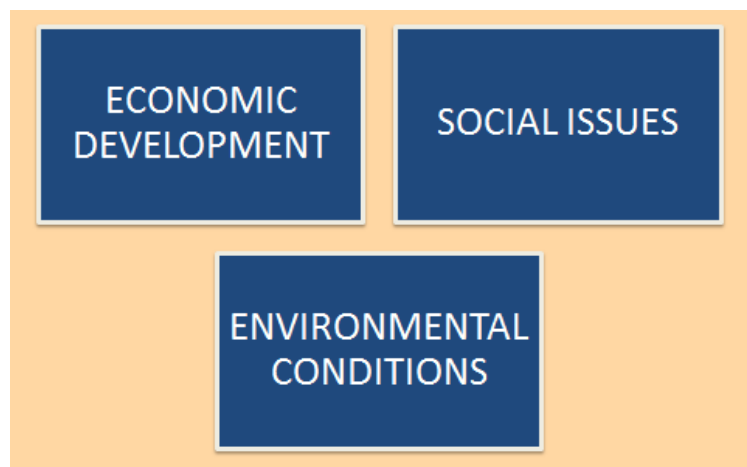 ECONOMIC
DEVELOPMENT
SOCIAL ISSUES
ENVIRONMENTAL
CONDITIONS